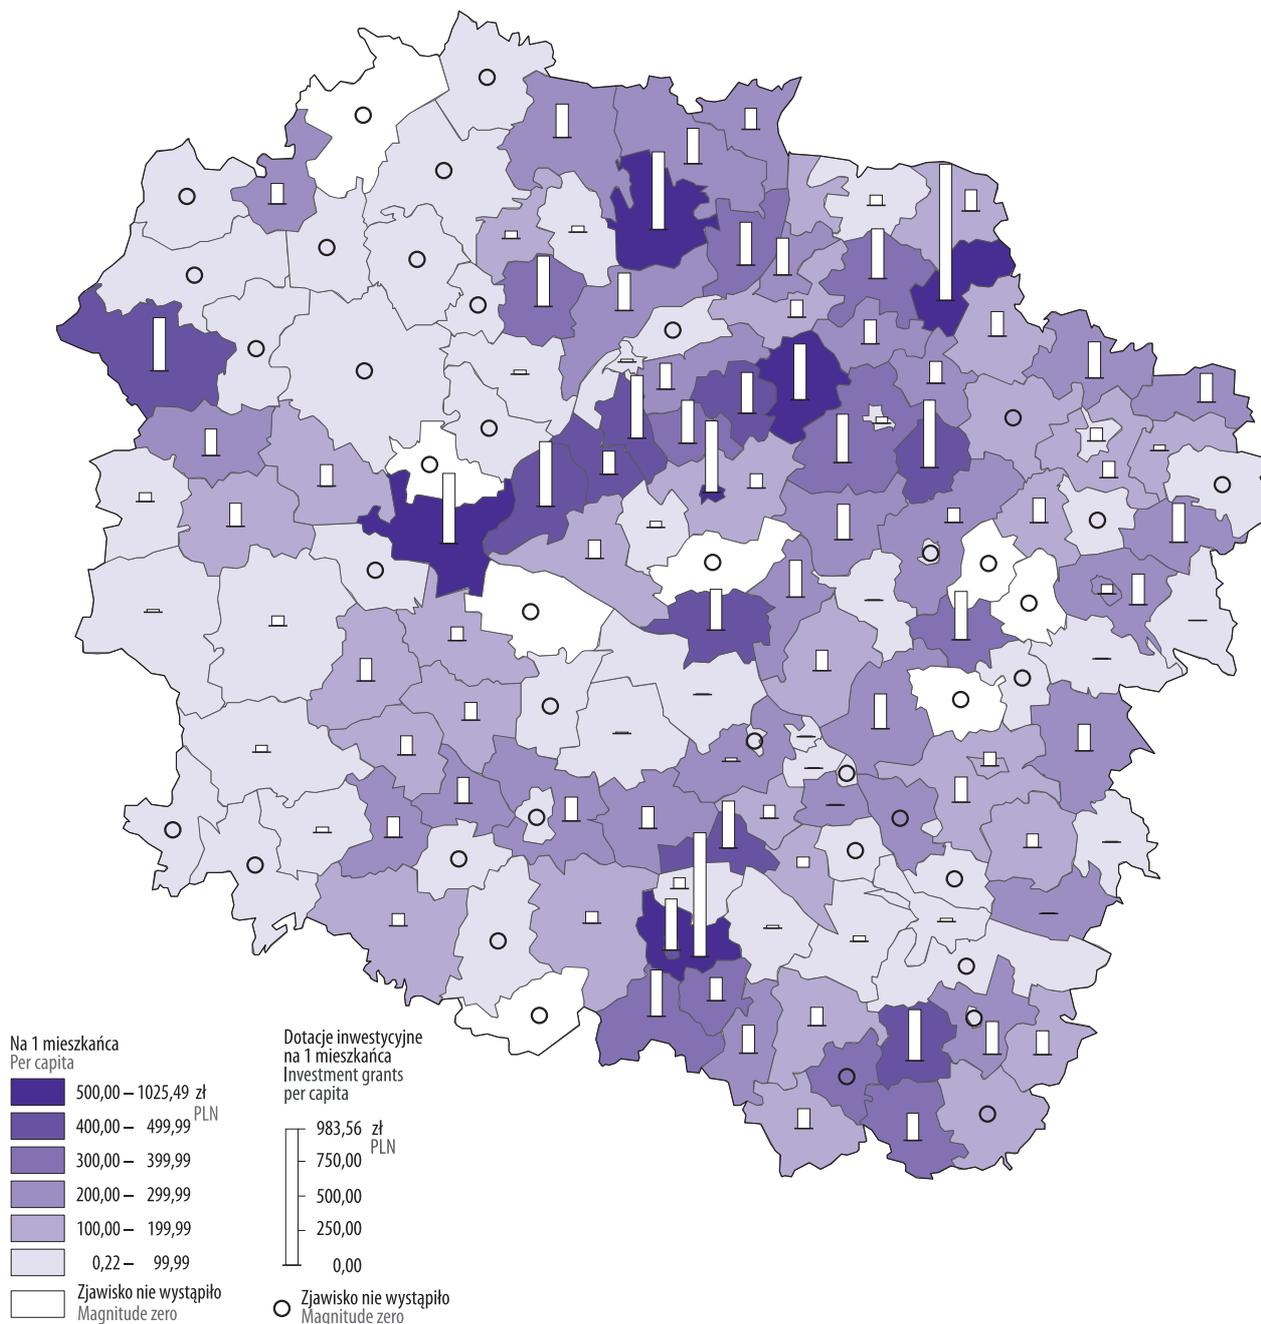 Na 1 mieszkańca
Per capita
500,00 – 1025,49 zł
PLN
400,00 – 499,99
300,00 – 399,99
200,00 – 299,99
100,00 – 199,99
0,22 – 99,99
Zjawisko nie wystąpiło
Magnitude zero
Dotacje inwestycyjne
na 1 mieszkańca
Investment grants
per capita
983,56 zł
PLN
750,00
500,00
250,00
0,00
Zjawisko nie wystąpiło
Magnitude zero